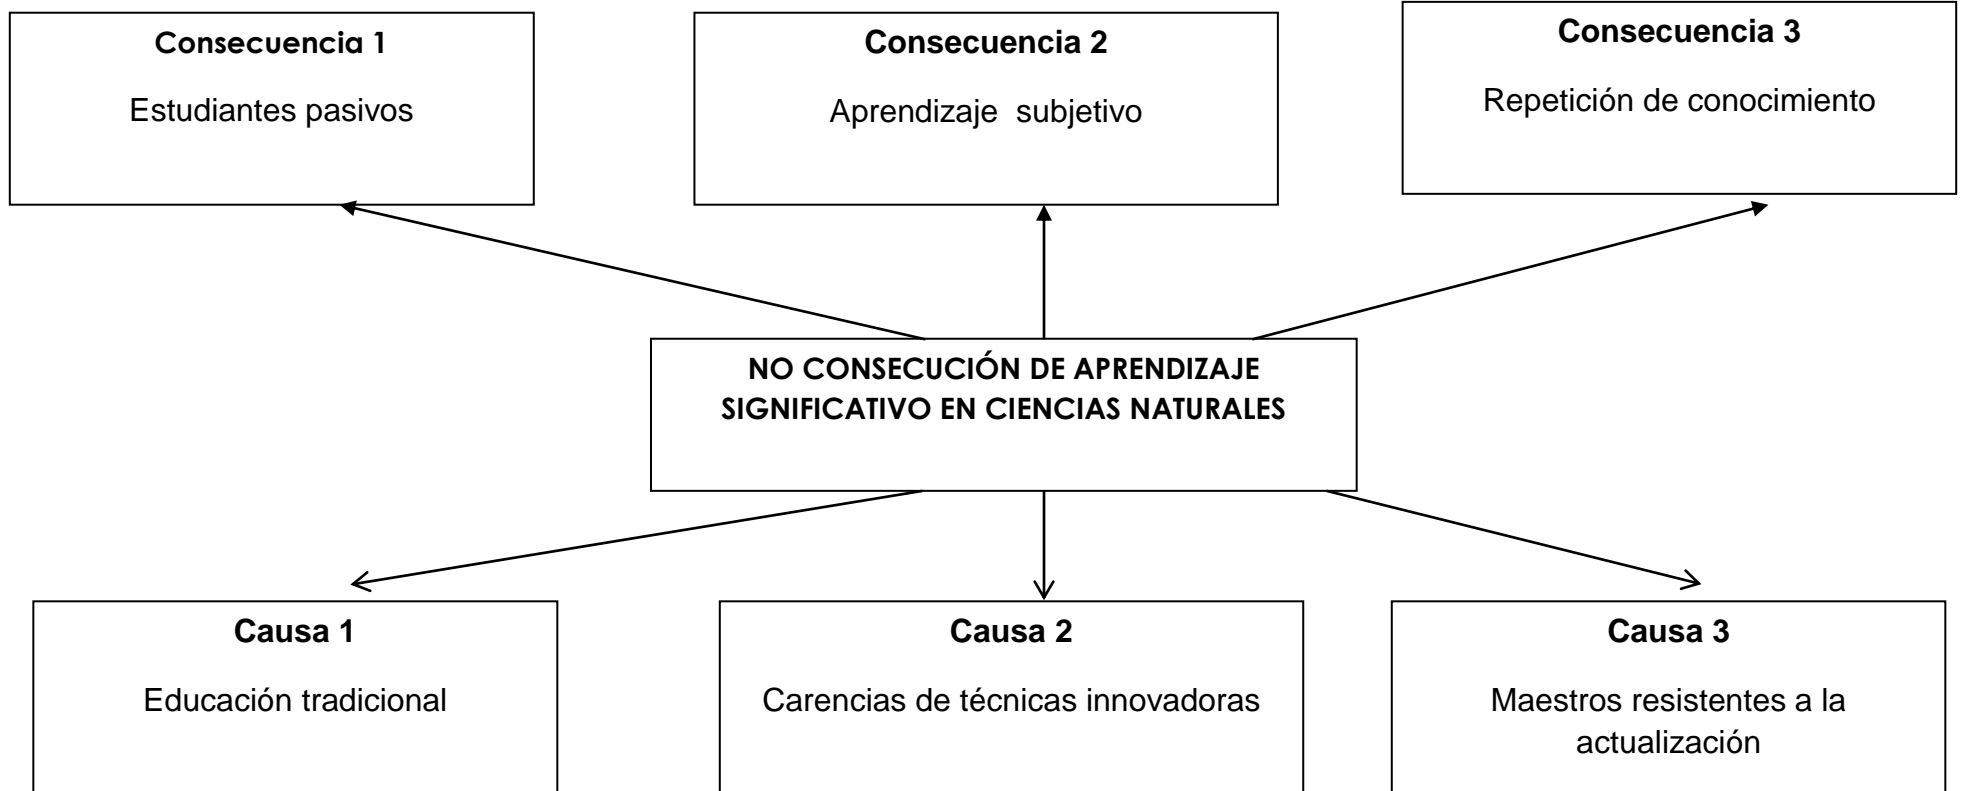 Consecuencia 1
Estudiantes pasivos
Consecuencia 2
Aprendizaje  subjetivo
Consecuencia 3
Repetición de conocimiento
NO CONSECUCIÓN DE APRENDIZAJE
SIGNIFICATIVO EN CIENCIAS NATURALES
Causa 1
Educación tradicional
Causa 2
Carencias de técnicas innovadoras
Causa 3
Maestros resistentes a la
actualización